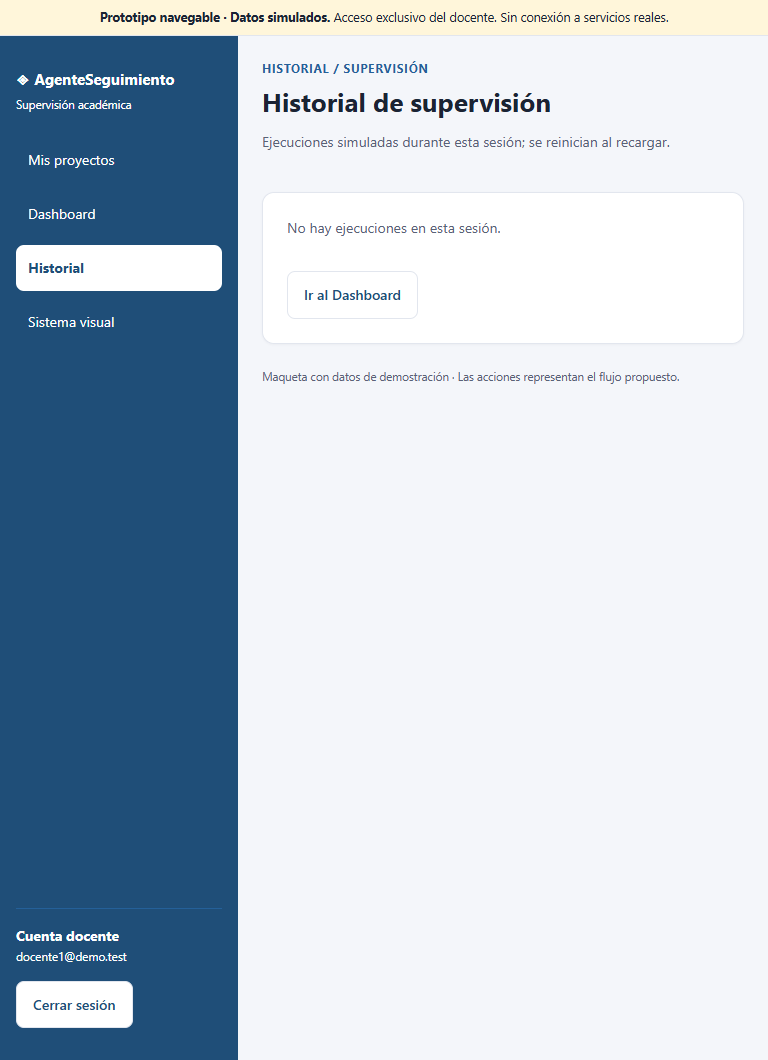 Prototipo navegable · Datos simulados. Acceso exclusivo del docente. Sin conexión a servicios reales.
◈ AgenteSeguimiento
Supervisión académica
Mis proyectos
Dashboard
Historial
Sistema visual
Cuenta docente
docente1@demo.test
Cerrar sesión
HISTORIAL / SUPERVISIÓN
Historial de supervisión
Ejecuciones simuladas durante esta sesión; se reinician al recargar.
No hay ejecuciones en esta sesión.
Ir al Dashboard
Maqueta con datos de demostración · Las acciones representan el flujo propuesto.